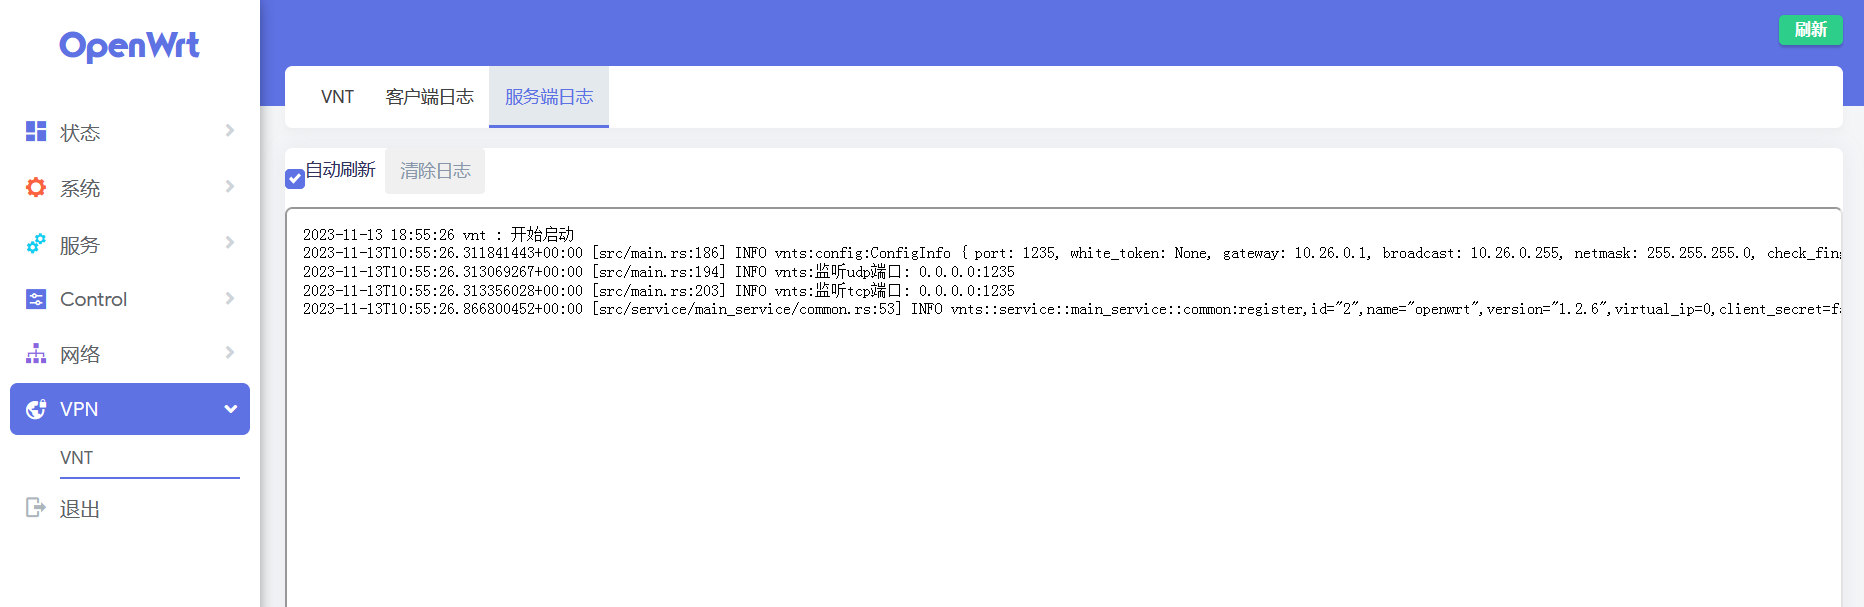 OpenWrt
状态
系统
服务
Control
网络
VPN
VNT
退出
刷新
VNT 客户端日志 服务端日志
自动刷新 清除日志
2023-11-13 18:55:26 vnt : 开始启动
2023-11-13T10:55:26.311841443+00:00 [src/main.rs:186] INFO vnts:config:ConfigInfo { port: 1235, white_token: None, gateway: 10.26.0.1, broadcast: 10.26.0.255, netmask: 255.255.255.0, check_fing
2023-11-13T10:55:26.313069267+00:00 [src/main.rs:194] INFO vnts:监听udp端口: 0.0.0.0:1235
2023-11-13T10:55:26.313356028+00:00 [src/main.rs:203] INFO vnts:监听tcp端口: 0.0.0.0:1235
2023-11-13T10:55:26.866800452+00:00 [src/service/main_service/common.rs:53] INFO vnts::service::main_service::common:register,id="2",name="openwrt",version="1.2.6",virtual_ip=0,client_secret=fa